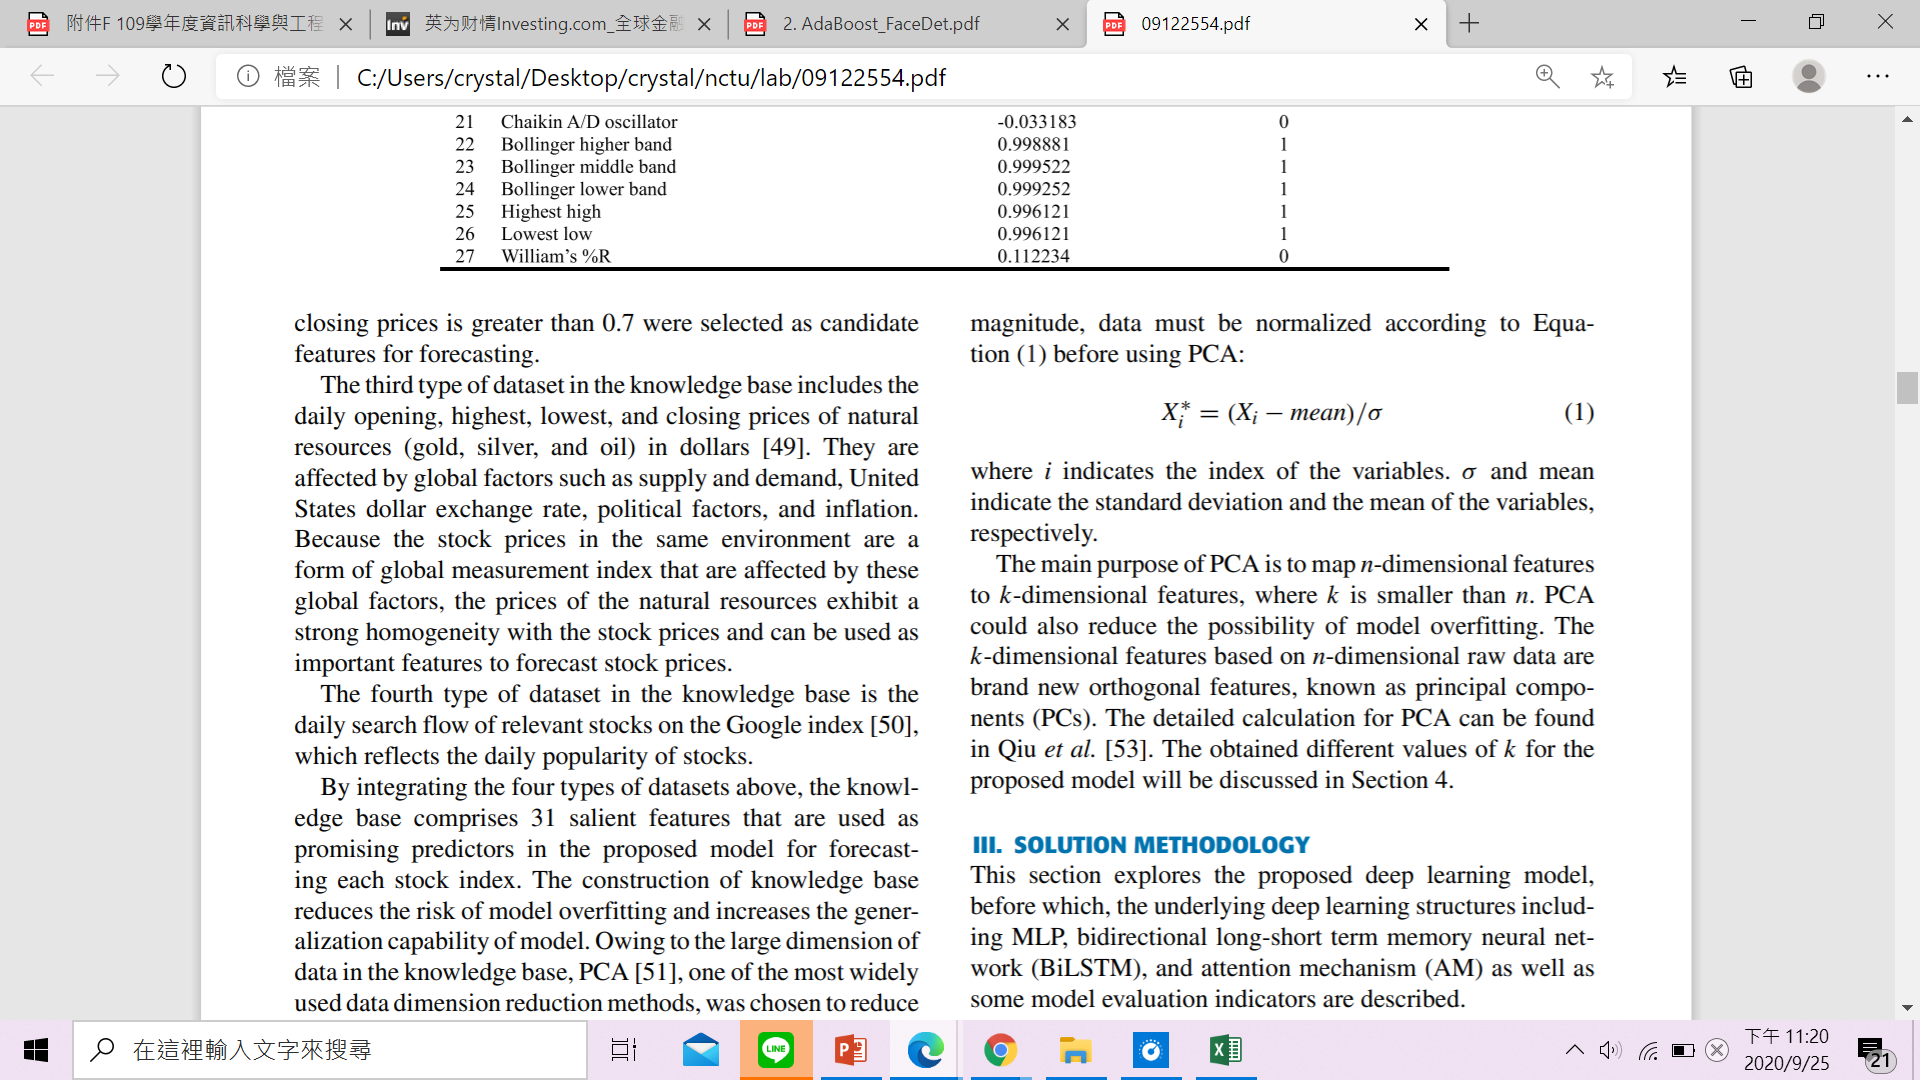 附件F 109學年度資訊科學與工程
英为财情Investing.com_全球金融
2. AdaBoost_FaceDet.pdf
09122554.pdf
檔案
C:/Users/crystal/Desktop/crystal/nctu/lab/09122554.pdf
21 Chaikin A/D oscillator -0.033183 0
22 Bollinger higher band 0.998881 1
23 Bollinger middle band 0.999522 1
24 Bollinger lower band 0.999252 1
25 Highest high 0.996121 1
26 Lowest low 0.996121 1
27 William's %R 0.112234 0
closing prices is greater than 0.7 were selected as candidate
features for forecasting.
The third type of dataset in the knowledge base includes the
daily opening, highest, lowest, and closing prices of natural
resources (gold, silver, and oil) in dollars [49]. They are
affected by global factors such as supply and demand, United
States dollar exchange rate, political factors, and inflation.
Because the stock prices in the same environment are a
form of global measurement index that are affected by these
global factors, the prices of the natural resources exhibit a
strong homogeneity with the stock prices and can be used as
important features to forecast stock prices.
The fourth type of dataset in the knowledge base is the
daily search flow of relevant stocks on the Google index [50],
which reflects the daily popularity of stocks.
By integrating the four types of datasets above, the knowl-
edge base comprises 31 salient features that are used as
promising predictors in the proposed model for forecast-
ing each stock index. The construction of knowledge base
reduces the risk of model overfitting and increases the gener-
alization capability of model. Owing to the large dimension of
data in the knowledge base, PCA [51], one of the most widely
used data dimension reduction methods, was chosen to reduce
magnitude, data must be normalized according to Equa-
tion (1) before using PCA:
X_i^* = (X_i − mean)/σ (1)
where i indicates the index of the variables. σ and mean
indicate the standard deviation and the mean of the variables,
respectively.
The main purpose of PCA is to map n-dimensional features
to k-dimensional features, where k is smaller than n. PCA
could also reduce the possibility of model overfitting. The
k-dimensional features based on n-dimensional raw data are
brand new orthogonal features, known as principal compo-
nents (PCs). The detailed calculation for PCA can be found
in Qiu et al. [53]. The obtained different values of k for the
proposed model will be discussed in Section 4.
III. SOLUTION METHODOLOGY
This section explores the proposed deep learning model,
before which, the underlying deep learning structures includ-
ing MLP, bidirectional long-short term memory neural net-
work (BiLSTM), and attention mechanism (AM) as well as
some model evaluation indicators are described.
在這裡輸入文字來搜尋
LINE
下午 11:20
2020/9/25
21